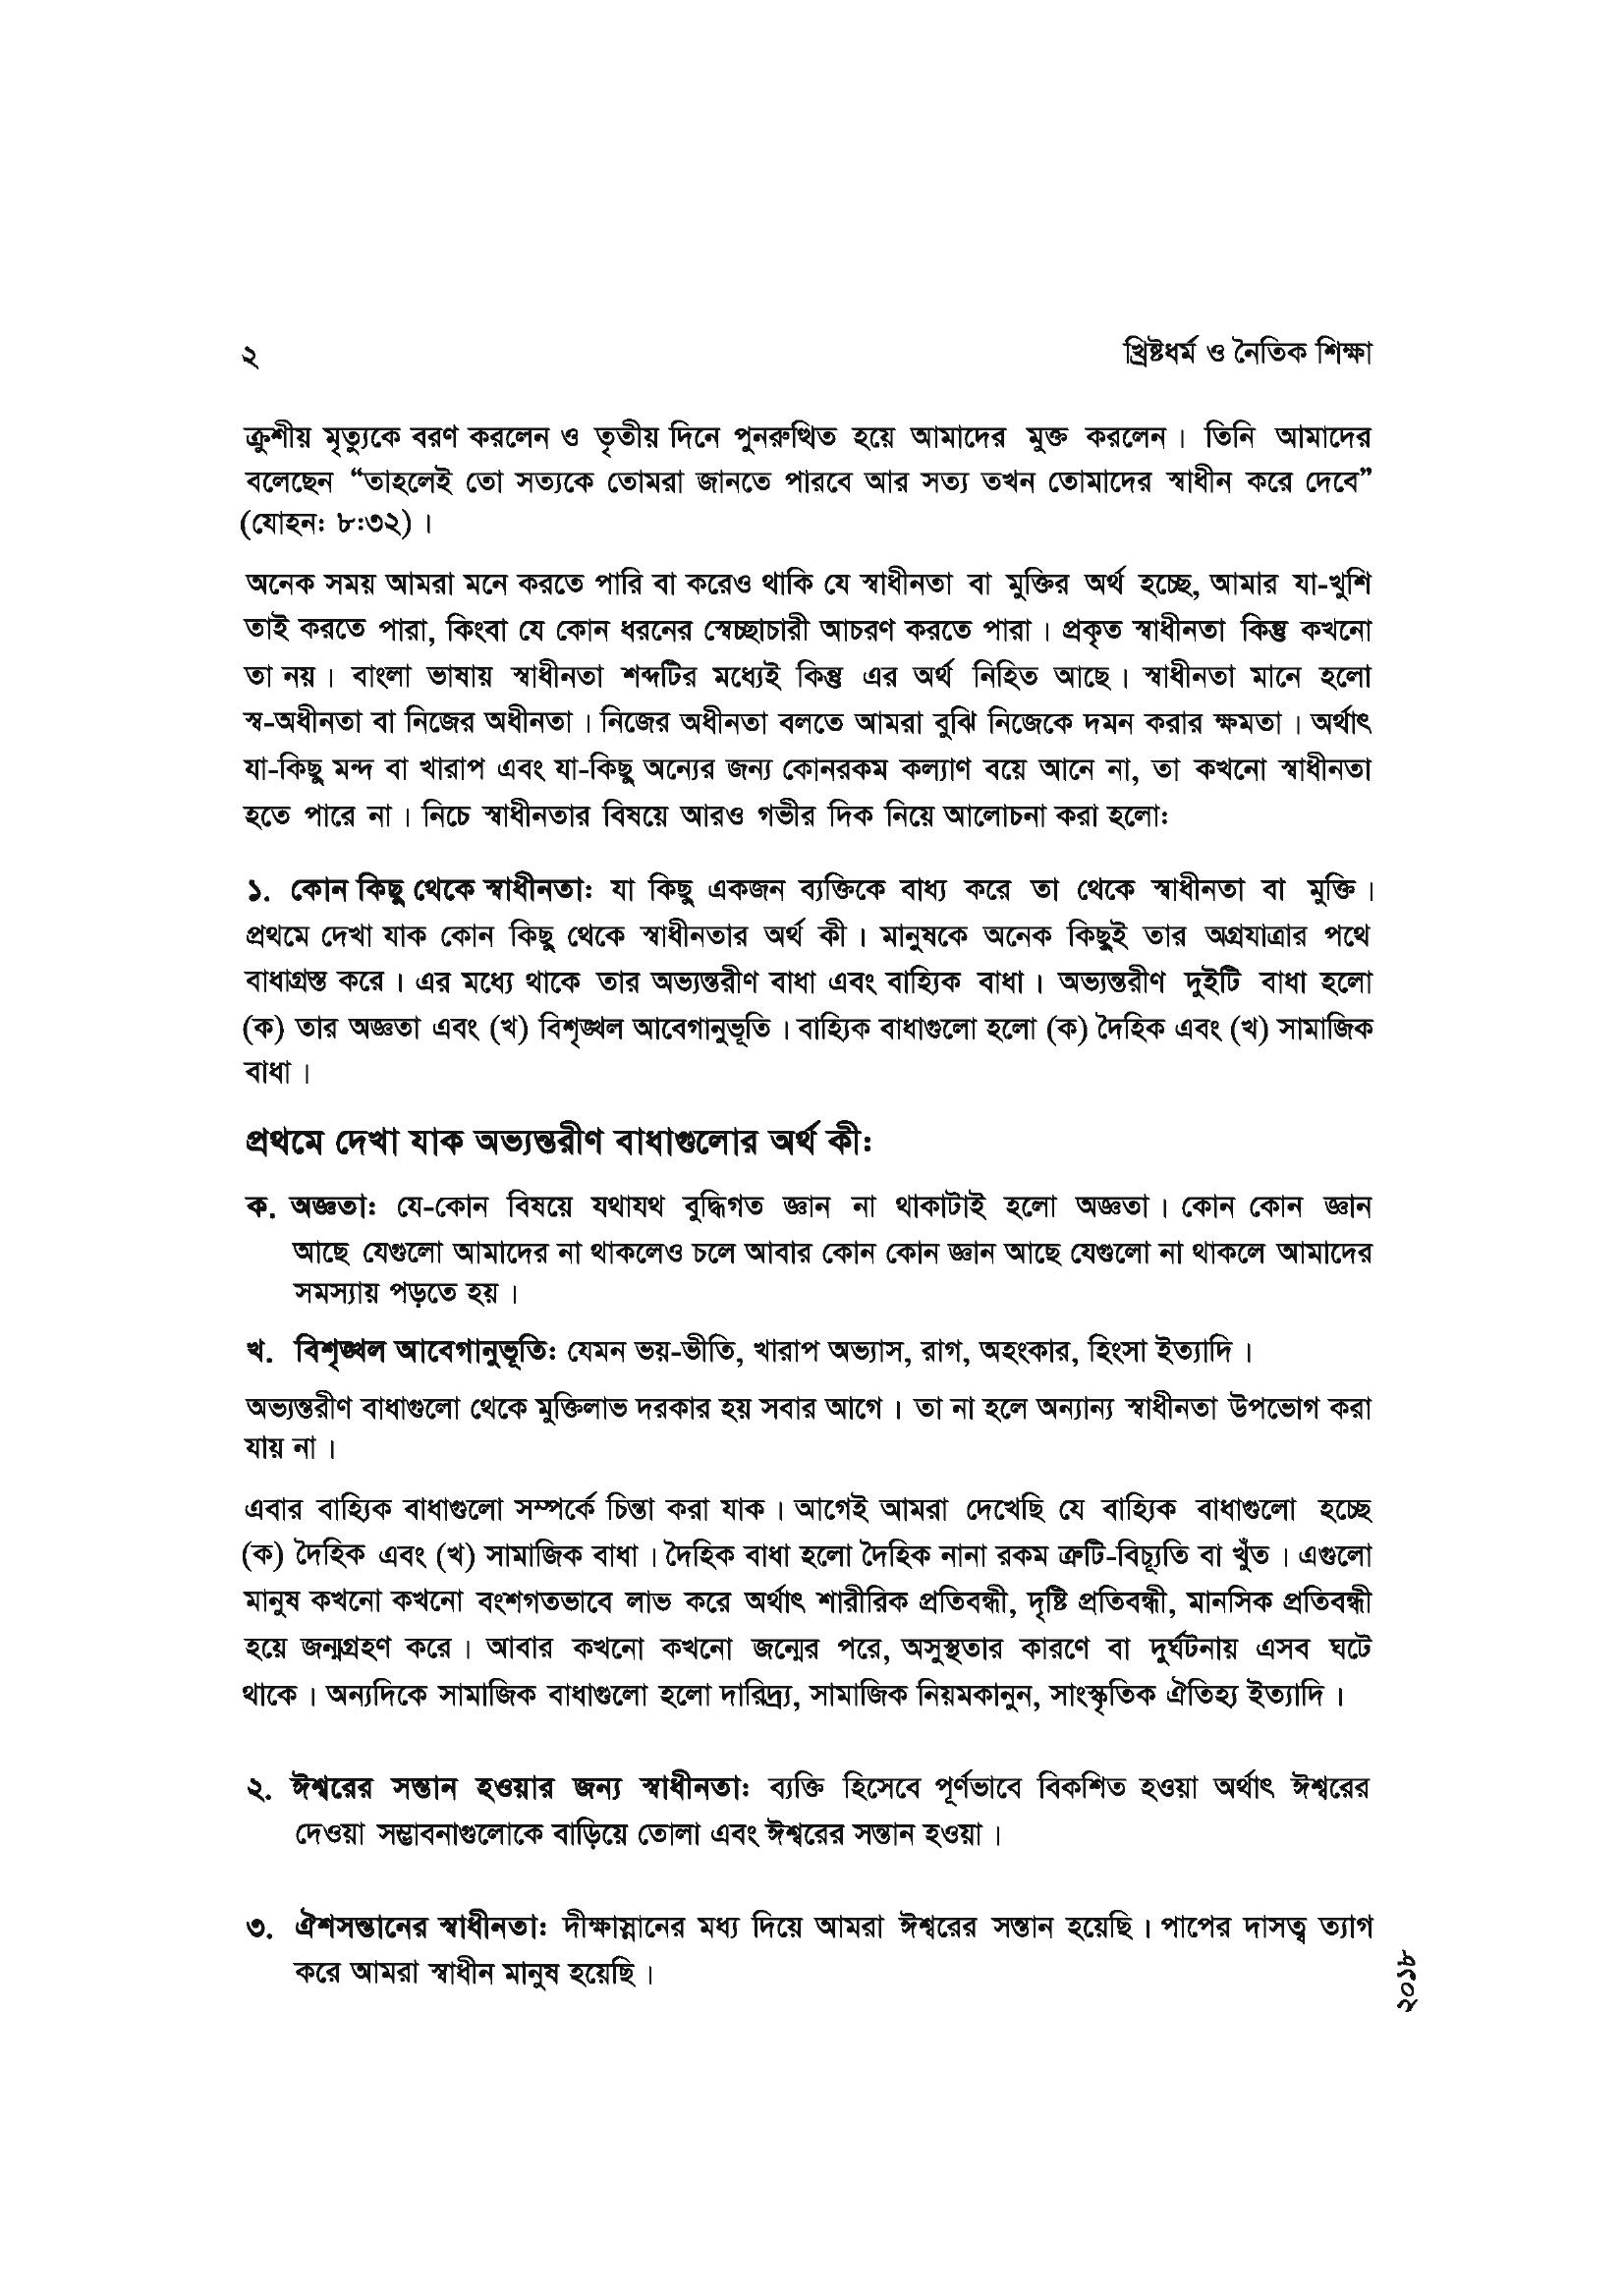 ২ খ্রিষ্টধর্ম ও নৈতিক শিক্ষা
ক্রুশীয় মৃত্যুকে বরণ করলেন ও তৃতীয় দিনে পুনরুত্থিত হয়ে আমাদের মুক্ত করলেন। তিনি আমাদের
বলেছেন “তাহলেই তো সত্যকে তোমরা জানতে পারবে আর সত্য তখন তোমাদের স্বাধীন করে দেবে”
(যোহন: ৮:৩২)।
অনেক সময় আমরা মনে করতে পারি বা করেও থাকি যে স্বাধীনতা বা মুক্তির অর্থ হচ্ছে, আমার যা-খুশি
তাই করতে পারা, কিংবা যে কোন ধরনের স্বেচ্ছাচারী আচরণ করতে পারা। প্রকৃত স্বাধীনতা কিন্তু কখনো
তা নয়। বাংলা ভাষায় স্বাধীনতা শব্দটির মধ্যেই কিন্তু এর অর্থ নিহিত আছে। স্বাধীনতা মানে হলো
স্ব-অধীনতা বা নিজের অধীনতা। নিজের অধীনতা বলতে আমরা বুঝি নিজেকে দমন করার ক্ষমতা। অর্থাৎ
যা-কিছু মন্দ বা খারাপ এবং যা-কিছু অন্যের জন্য কোনরকম কল্যাণ বয়ে আনে না, তা কখনো স্বাধীনতা
হতে পারে না। নিচে স্বাধীনতার বিষয়ে আরও গভীর দিক নিয়ে আলোচনা করা হলো:
১. কোন কিছু থেকে স্বাধীনতা: যা কিছু একজন ব্যক্তিকে বাধ্য করে তা থেকে স্বাধীনতা বা মুক্তি।
প্রথমে দেখা যাক কোন কিছু থেকে স্বাধীনতার অর্থ কী। মানুষকে অনেক কিছুই তার অগ্রযাত্রার পথে
বাধাগ্রস্ত করে। এর মধ্যে থাকে তার অভ্যন্তরীণ বাধা এবং বাহ্যিক বাধা। অভ্যন্তরীণ দুইটি বাধা হলো
(ক) তার অজ্ঞতা এবং (খ) বিশৃঙ্খল আবেগানুভূতি। বাহ্যিক বাধাগুলো হলো (ক) দৈহিক এবং (খ) সামাজিক
বাধা।
প্রথমে দেখা যাক অভ্যন্তরীণ বাধাগুলোর অর্থ কী:
ক. অজ্ঞতা: যে-কোন বিষয়ে যথাযথ বুদ্ধিগত জ্ঞান না থাকাটাই হলো অজ্ঞতা। কোন কোন জ্ঞান
আছে যেগুলো আমাদের না থাকলেও চলে আবার কোন কোন জ্ঞান আছে যেগুলো না থাকলে আমাদের
সমস্যায় পড়তে হয়।
খ. বিশৃঙ্খল আবেগানুভূতি: যেমন ভয়-ভীতি, খারাপ অভ্যাস, রাগ, অহংকার, হিংসা ইত্যাদি।
অভ্যন্তরীণ বাধাগুলো থেকে মুক্তিলাভ দরকার হয় সবার আগে। তা না হলে অন্যান্য স্বাধীনতা উপভোগ করা
যায় না।
এবার বাহ্যিক বাধাগুলো সম্পর্কে চিন্তা করা যাক। আগেই আমরা দেখেছি যে বাহ্যিক বাধাগুলো হচ্ছে
(ক) দৈহিক এবং (খ) সামাজিক বাধা। দৈহিক বাধা হলো দৈহিক নানা রকম ত্রুটি-বিচ্যূতি বা খুঁত। এগুলো
মানুষ কখনো কখনো বংশগতভাবে লাভ করে অর্থাৎ শারীরিক প্রতিবন্ধী, দৃষ্টি প্রতিবন্ধী, মানসিক প্রতিবন্ধী
হয়ে জন্মগ্রহণ করে। আবার কখনো কখনো জন্মের পরে, অসুস্থতার কারণে বা দুর্ঘটনায় এসব ঘটে
থাকে। অন্যদিকে সামাজিক বাধাগুলো হলো দারিদ্র্য, সামাজিক নিয়মকানুন, সাংস্কৃতিক ঐতিহ্য ইত্যাদি।
২. ঈশ্বরের সন্তান হওয়ার জন্য স্বাধীনতা: ব্যক্তি হিসেবে পূর্ণভাবে বিকশিত হওয়া অর্থাৎ ঈশ্বরের
দেওয়া সম্ভাবনাগুলোকে বাড়িয়ে তোলা এবং ঈশ্বরের সন্তান হওয়া।
৩. ঐশসন্তানের স্বাধীনতা: দীক্ষাস্নানের মধ্য দিয়ে আমরা ঈশ্বরের সন্তান হয়েছি। পাপের দাসত্ব ত্যাগ
করে আমরা স্বাধীন মানুষ হয়েছি।
২০১৮